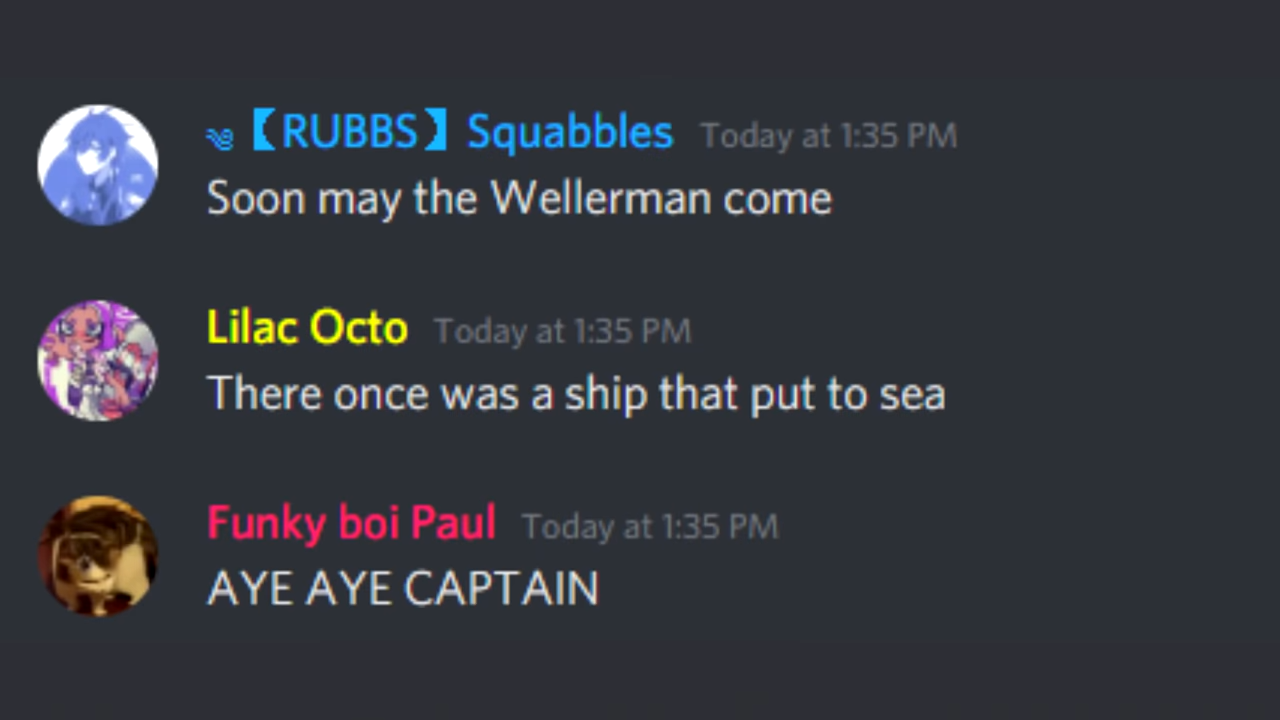 ༄【RUBBS】Squabbles Today at 1:35 PM
Soon may the Wellerman come
Lilac Octo Today at 1:35 PM
There once was a ship that put to sea
Funky boi Paul Today at 1:35 PM
AYE AYE CAPTAIN